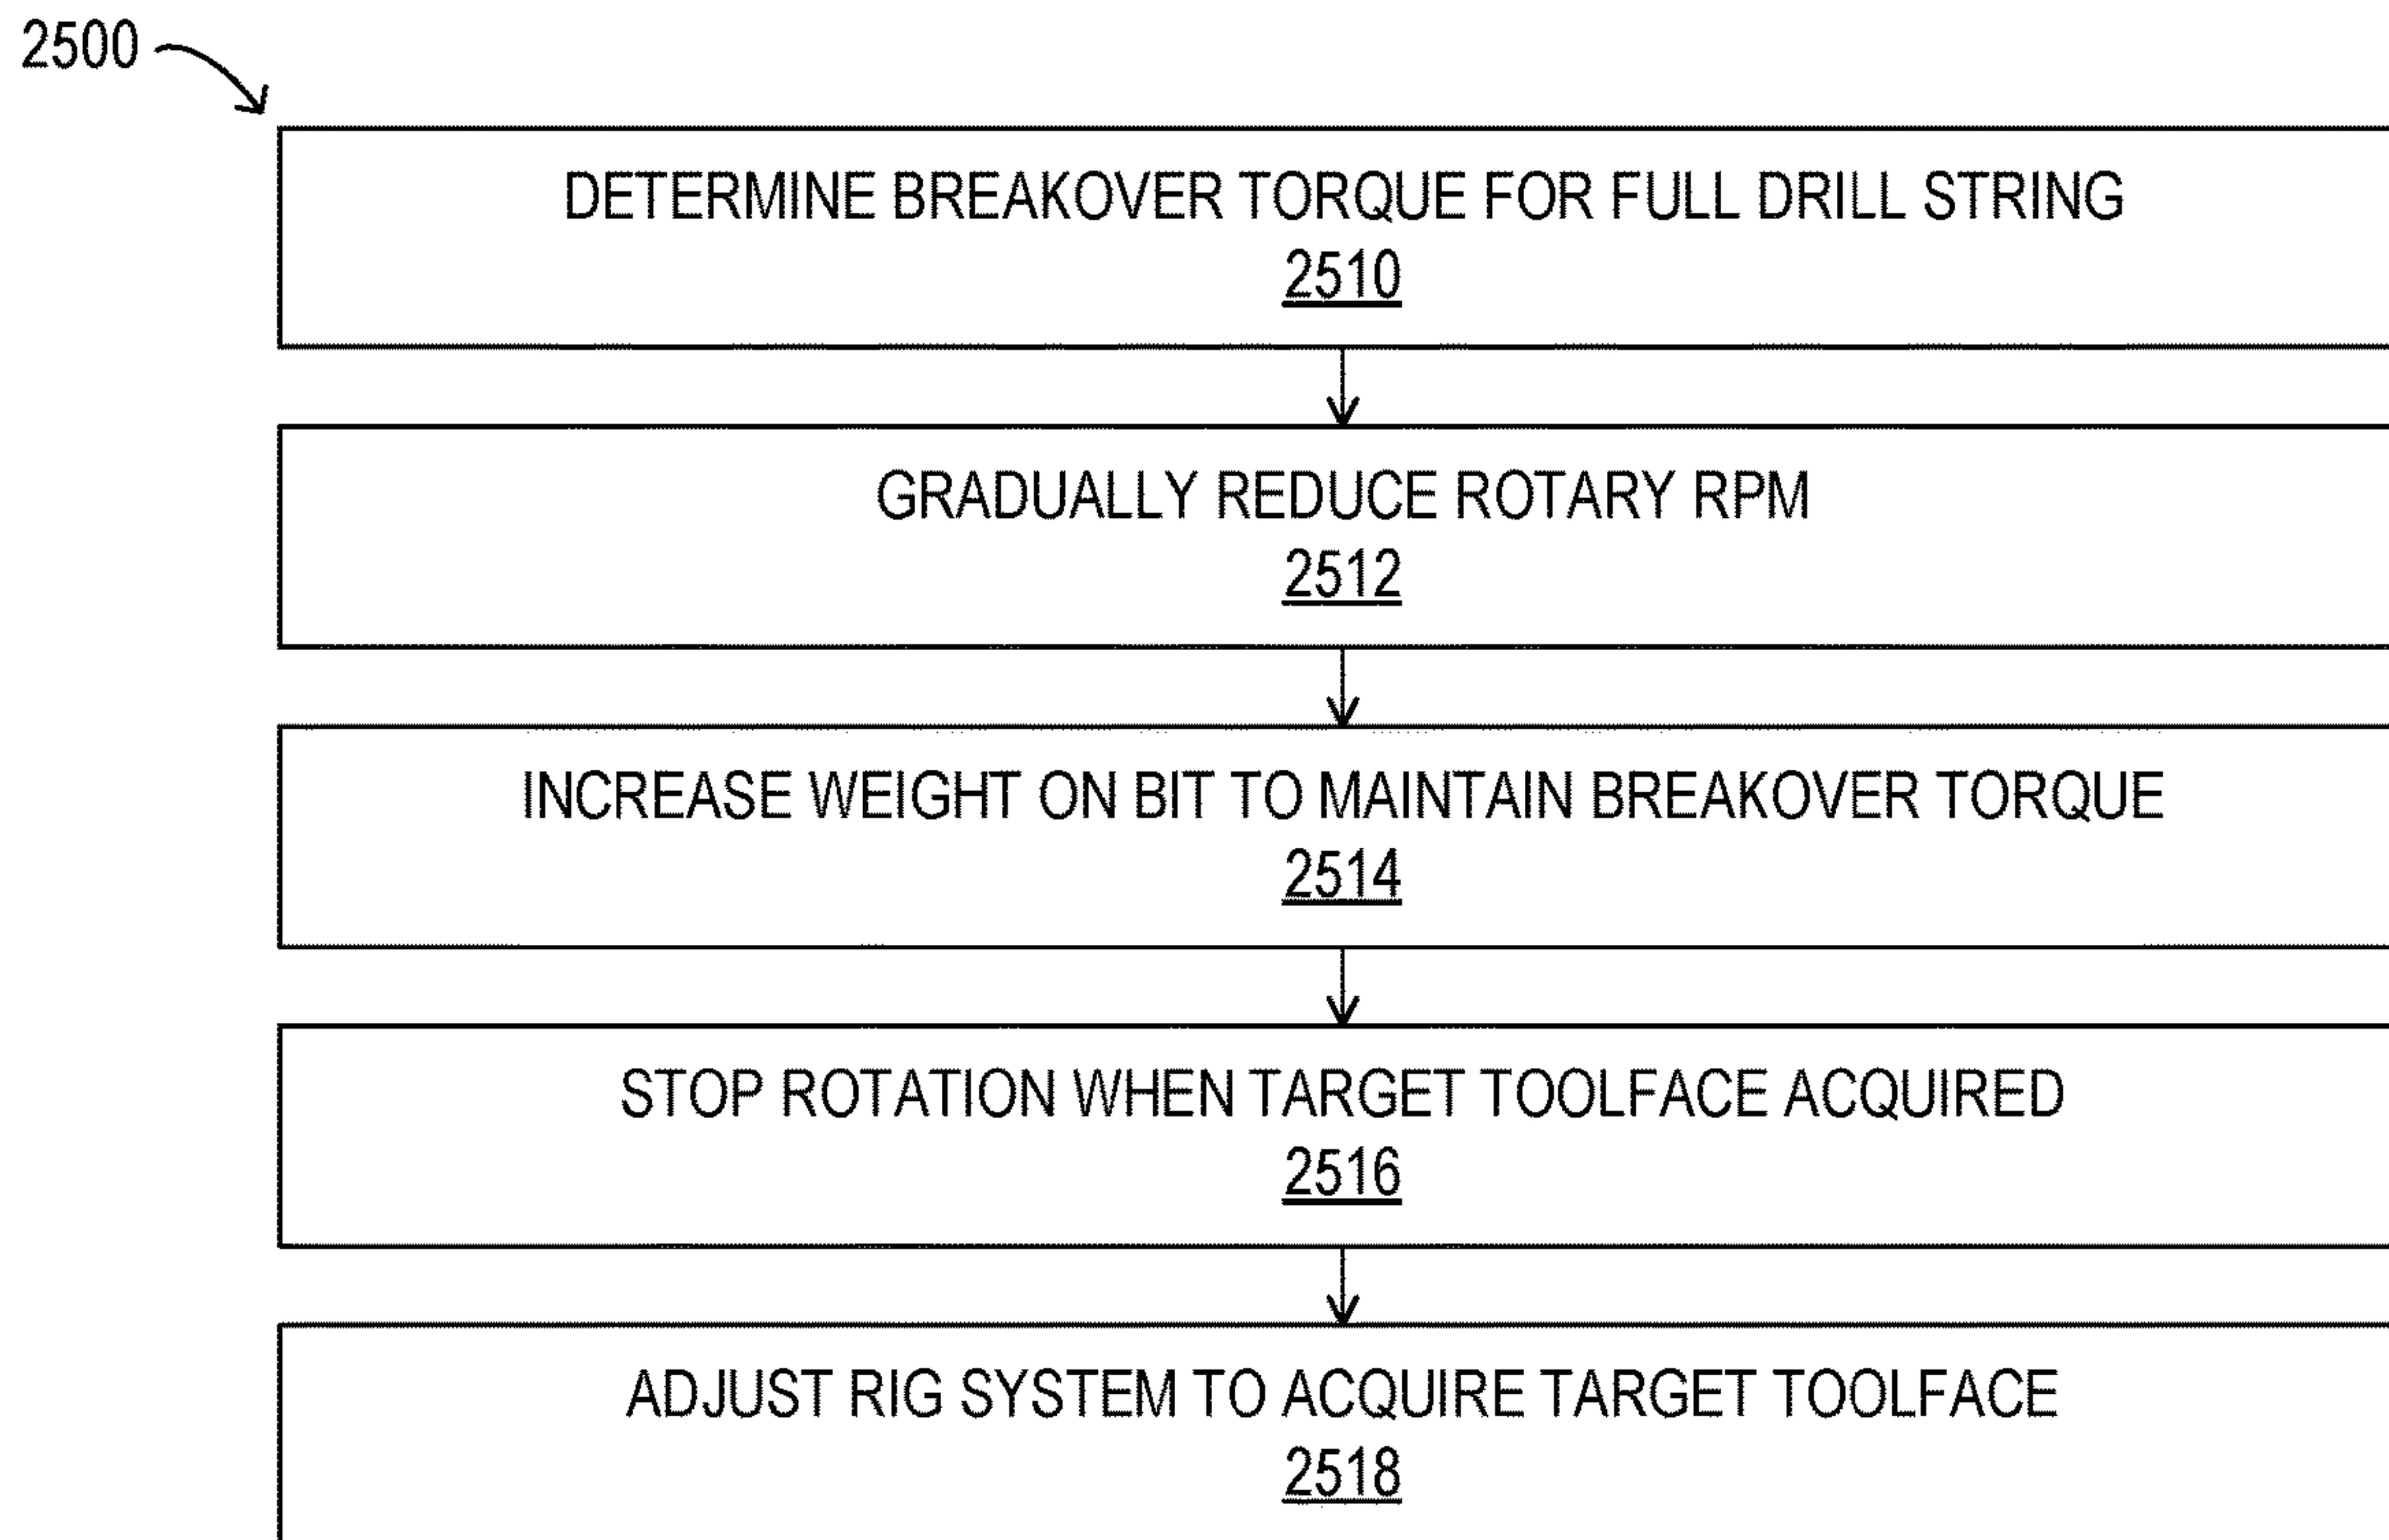 2500
DETERMINE BREAKOVER TORQUE FOR FULL DRILL STRING
2510
GRADUALLY REDUCE ROTARY RPM
2512
INCREASE WEIGHT ON BIT TO MAINTAIN BREAKOVER TORQUE
2514
STOP ROTATION WHEN TARGET TOOLFACE ACQUIRED
2516
ADJUST RIG SYSTEM TO ACQUIRE TARGET TOOLFACE
2518